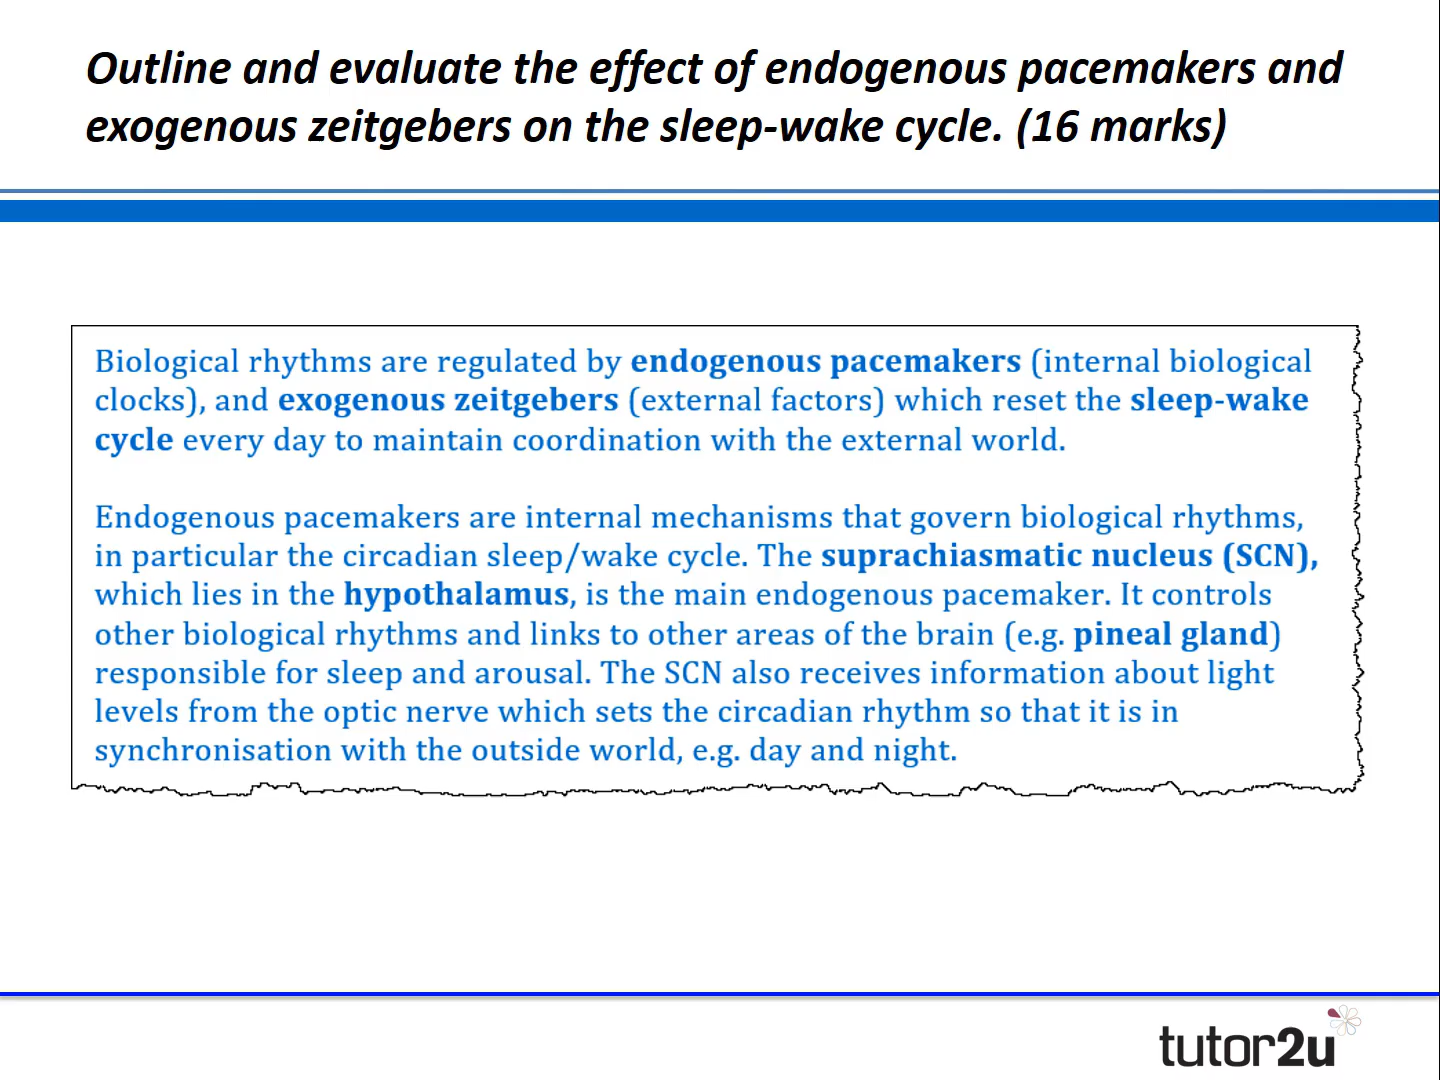 Outline and evaluate the effect of endogenous pacemakers and
exogenous zeitgebers on the sleep-wake cycle. (16 marks)
Biological rhythms are regulated by endogenous pacemakers (internal biological
clocks), and exogenous zeitgebers (external factors) which reset the sleep-wake
cycle every day to maintain coordination with the external world.
Endogenous pacemakers are internal mechanisms that govern biological rhythms,
in particular the circadian sleep/wake cycle. The suprachiasmatic nucleus (SCN),
which lies in the hypothalamus, is the main endogenous pacemaker. It controls
other biological rhythms and links to other areas of the brain (e.g. pineal gland)
responsible for sleep and arousal. The SCN also receives information about light
levels from the optic nerve which sets the circadian rhythm so that it is in
synchronisation with the outside world, e.g. day and night.
tutor2u